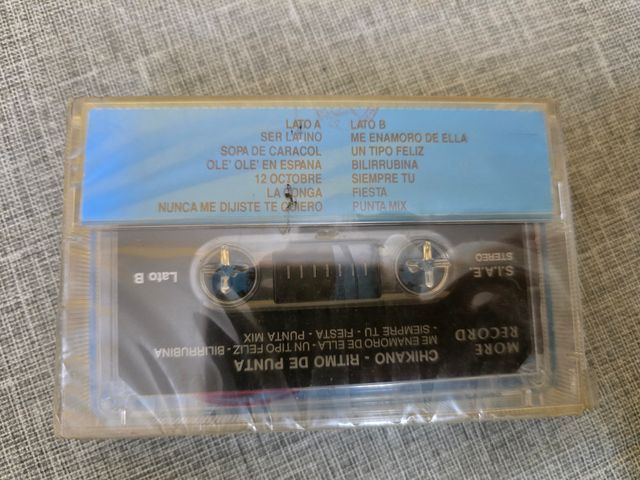 LATO A
SER LATINO
SOPA DE CARACOL
OLE' OLE' EN ESPANA
12 OCTOBRE
LA CONGA
NUNCA ME DIJISTE TE QUIERO
LATO B
ME ENAMORO DE ELLA
UN TIPO FELIZ
BILIRRUBINA
SIEMPRE TU
FIESTA
PUNTA MIX
MORE
RECORD
CHIKANO - RITMO DE PUNTA
ME ENAMORO DE ELLA - UN TIPO FELIZ - BILIRRUBINA
- SIEMPRE TU - FIESTA - PUNTA MIX
S.I.A.E.
STEREO
Lato B